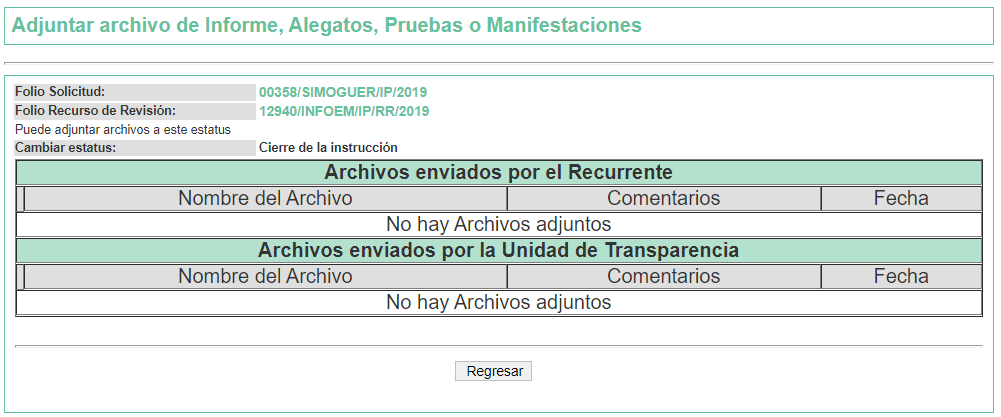 Adjuntar archivo de Informe, Alegatos, Pruebas o Manifestaciones
Folio Solicitud: 00358/SIMOGUER/IP/2019
Folio Recurso de Revisión: 12940/INFOEM/IP/RR/2019
Puede adjuntar archivos a este estatus
Cambiar estatus: Cierre de la instrucción
Archivos enviados por el Recurrente
Nombre del Archivo Comentarios Fecha
No hay Archivos adjuntos
Archivos enviados por la Unidad de Transparencia
Nombre del Archivo Comentarios Fecha
No hay Archivos adjuntos
Regresar